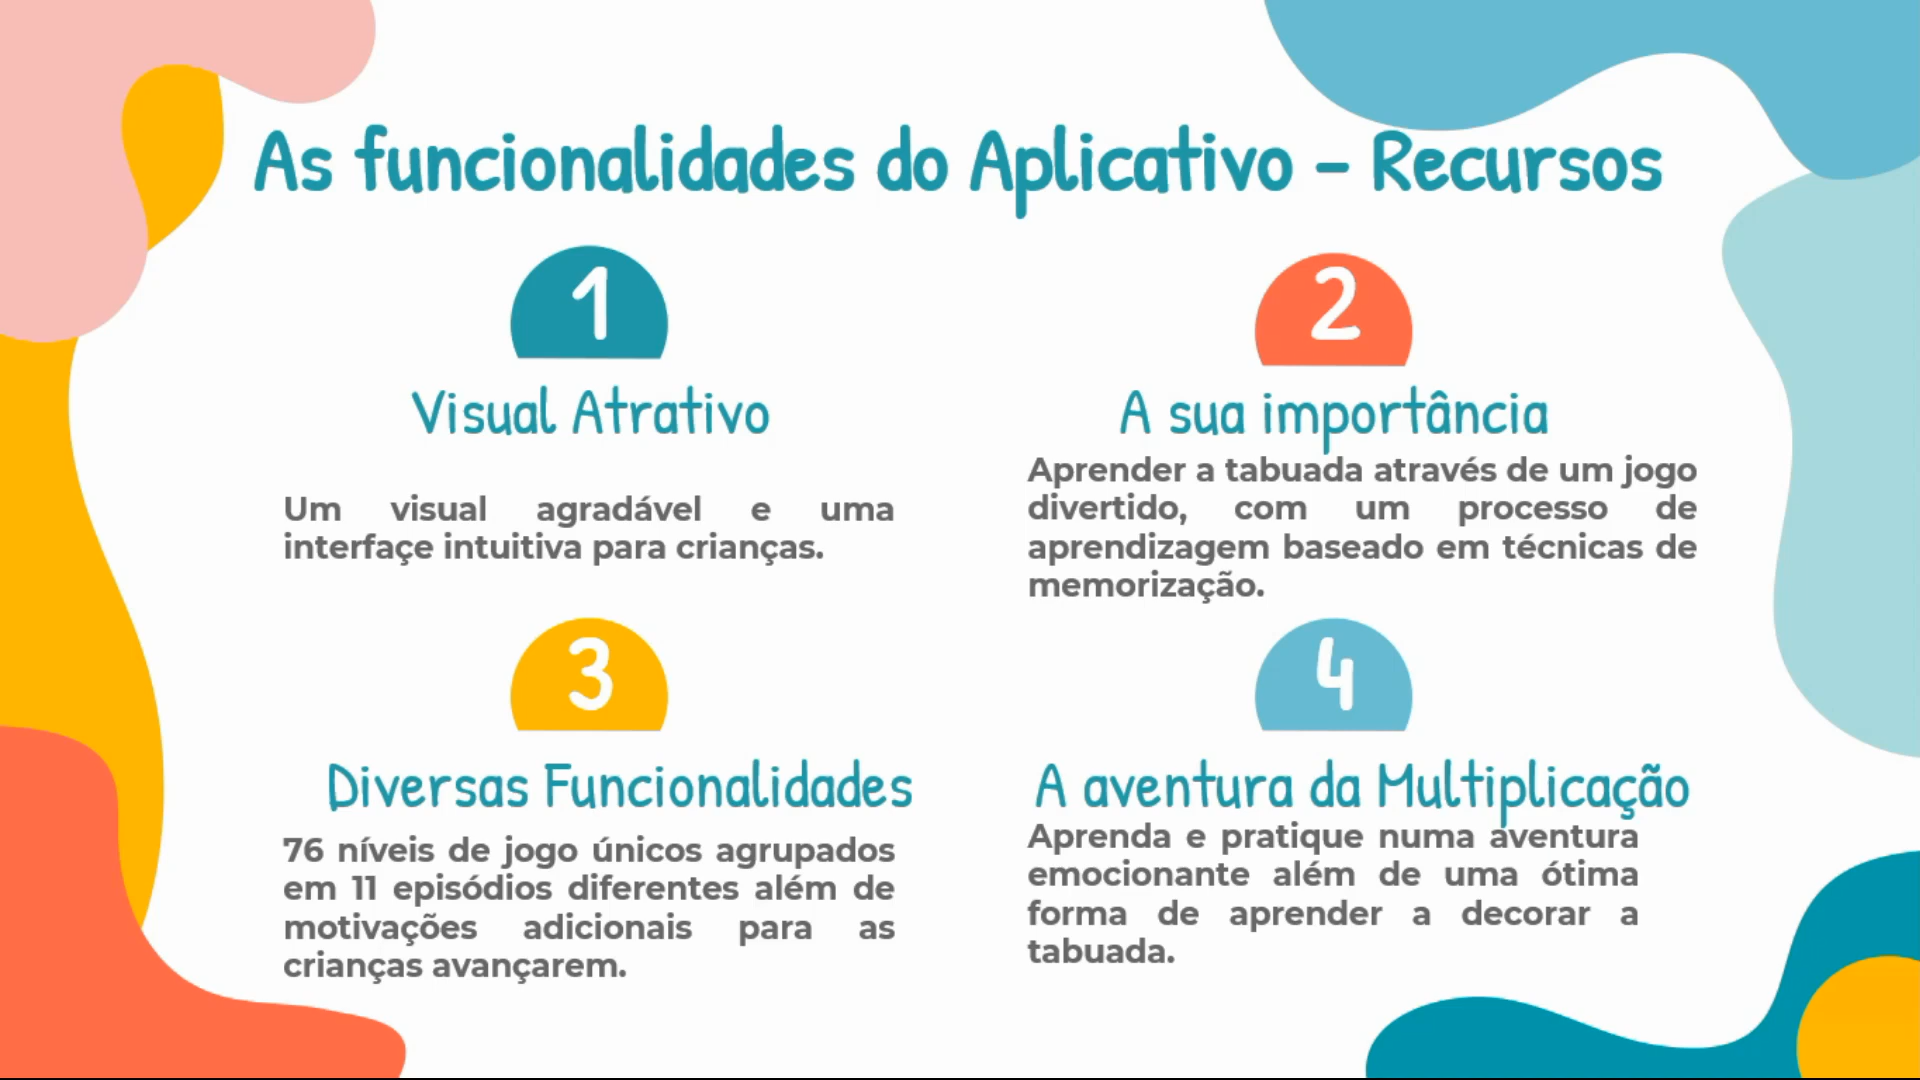 As funcionalidades do Aplicativo – Recursos
1
Visual Atrativo
Um visual agradável e uma
interfaçe intuitiva para crianças.
2
A sua importância
Aprender a tabuada através de um jogo
divertido, com um processo de
aprendizagem baseado em técnicas de
memorização.
3
Diversas Funcionalidades
76 níveis de jogo únicos agrupados
em 11 episódios diferentes além de
motivações adicionais para as
crianças avançarem.
4
A aventura da Multiplicação
Aprenda e pratique numa aventura
emocionante além de uma ótima
forma de aprender a decorar a
tabuada.